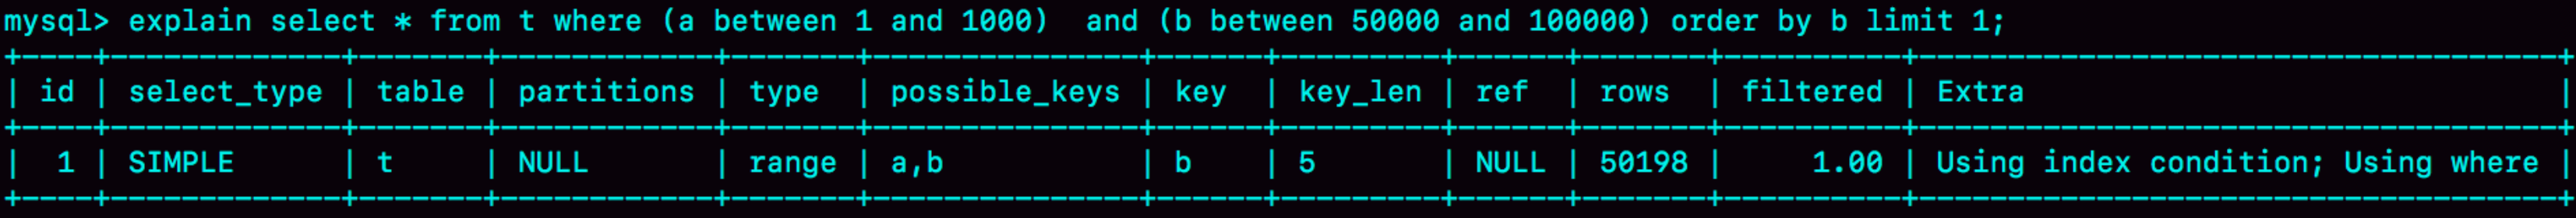 mysql> explain select * from t where (a between 1 and 1000)  and (b between 50000 and 100000) order by b limit 1;
+----+-------------+-------+------------+-------+---------------+------+---------+------+-------+----------+------------------------------------+
| id | select_type | table | partitions | type  | possible_keys | key  | key_len | ref  | rows  | filtered | Extra                              |
+----+-------------+-------+------------+-------+---------------+------+---------+------+-------+----------+------------------------------------+
|  1 | SIMPLE      | t     | NULL       | range | a,b           | b    | 5       | NULL | 50198 |     1.00 | Using index condition; Using where |
+----+-------------+-------+------------+-------+---------------+------+---------+------+-------+----------+------------------------------------+